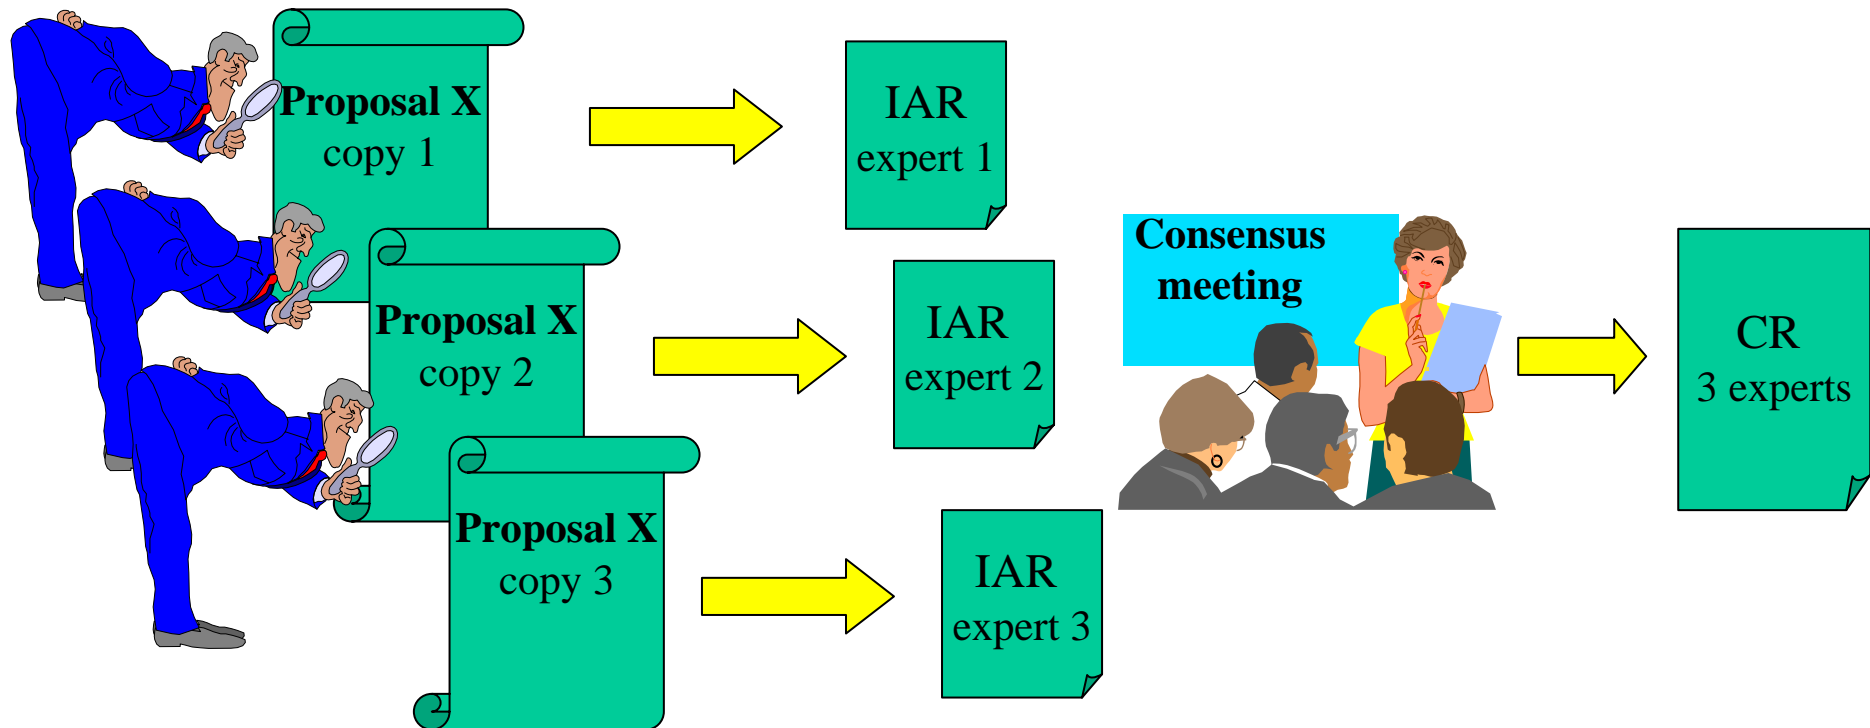 Proposal X
copy 1
IAR
expert 1
Proposal X
copy 2
IAR
expert 2
Proposal X
copy 3
IAR
expert 3
Consensus
meeting
CR
3 experts